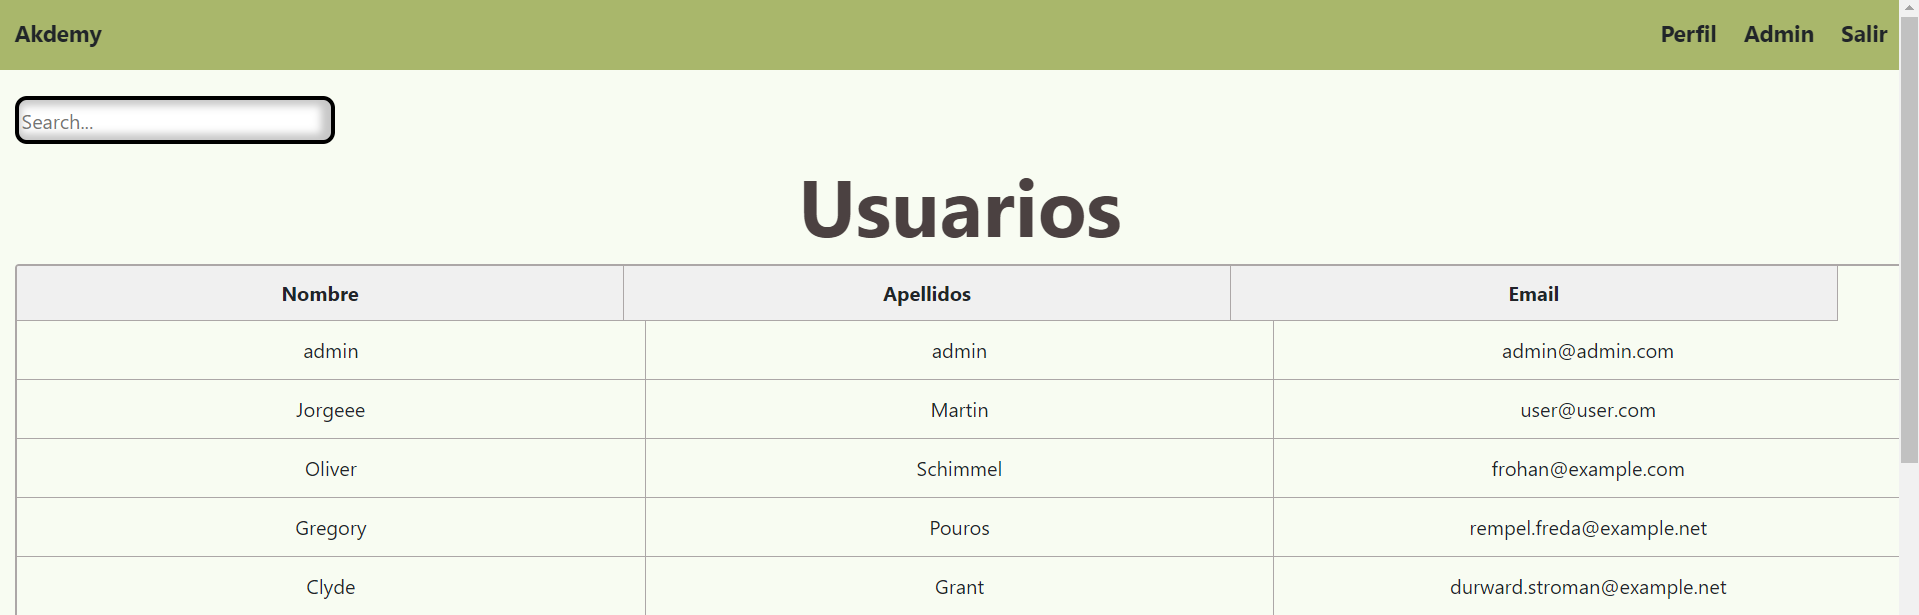 Akdemy Perfil Admin Salir
Search...
Usuarios
Nombre Apellidos Email
admin admin admin@admin.com
Jorgeee Martin user@user.com
Oliver Schimmel frohan@example.com
Gregory Pouros rempel.freda@example.net
Clyde Grant durward.stroman@example.net